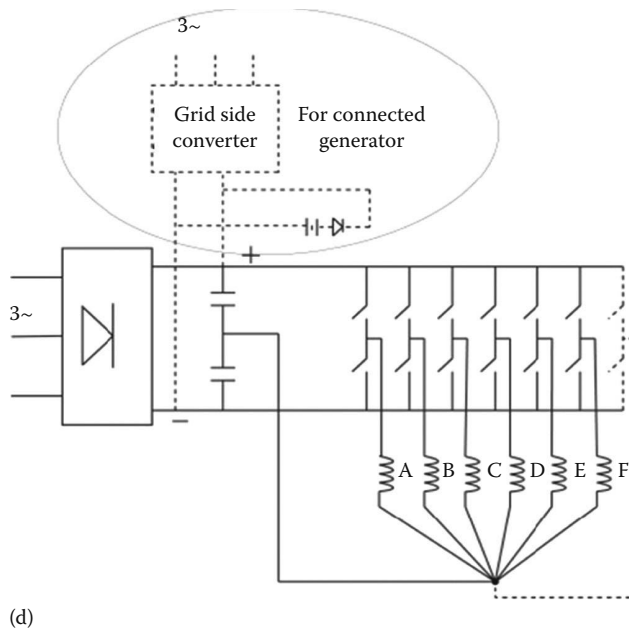 3~
Grid side
converter
For connected
generator
+
3~
−
A B C D E F
(d)